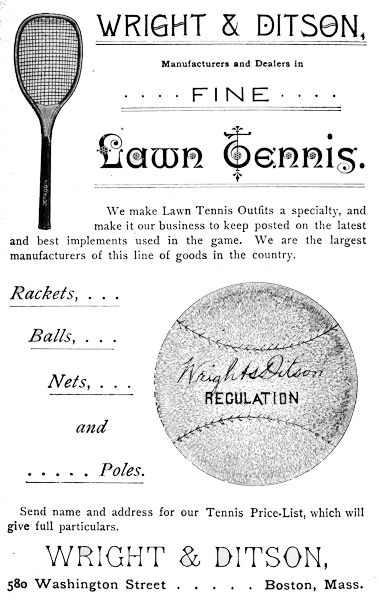 WRIGHT & DITSON,
Manufacturers and Dealers in
. . . . FINE . . . .
Lawn Tennis.
We make Lawn Tennis Outfits a specialty, and
make it our business to keep posted on the latest
and best implements used in the game. We are the largest
manufacturers of this line of goods in the country.
Rackets, . . .
Balls, . . .
Nets, . . .
and
. . . . . Poles.
Wright & Ditson
REGULATION
Send name and address for our Tennis Price-List, which will
give full particulars.
WRIGHT & DITSON,
580 Washington Street . . . . . Boston, Mass.